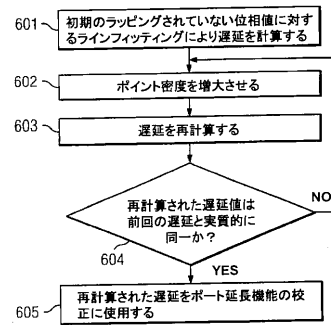 601
初期のラッピングされていない位相値に対す
るラインフィッティングにより遅延を計算する
602
ポイント密度を増大させる
603
遅延を再計算する
再計算された遅延値は
前回の遅延と実質的に
同一か?
NO
604
YES
605
再計算された遅延をポート延長機能の校
正に使用する